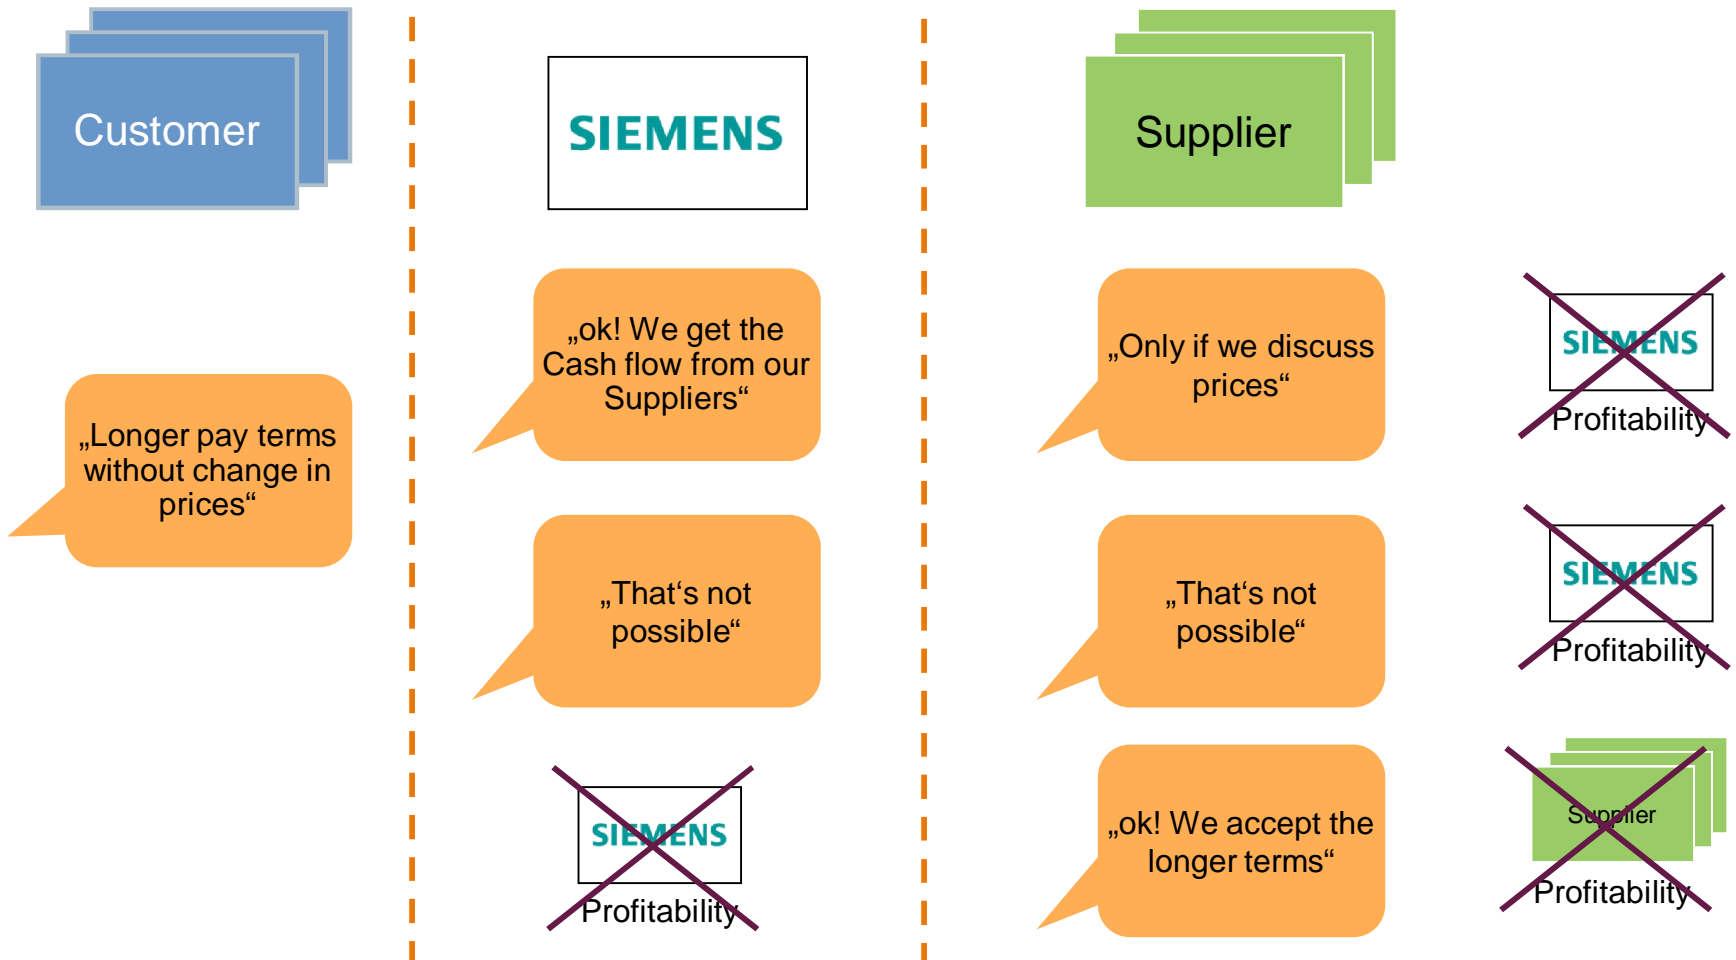 Customer
SIEMENS
Supplier
„Longer pay terms
without change in
prices“
„ok! We get the
Cash flow from our
Suppliers“
„Only if we discuss
prices“
SIEMENS
Profitability
„That‘s not
possible“
„That‘s not
possible“
SIEMENS
Profitability
SIEMENS
Profitability
„ok! We accept the
longer terms“
Supplier
Profitability